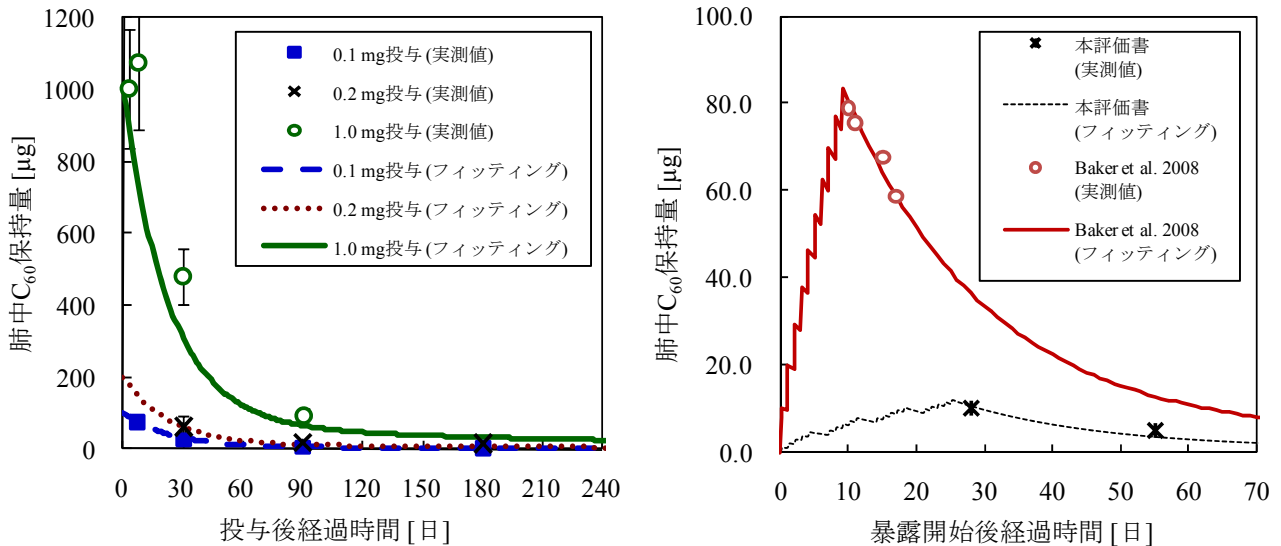 肺中C₆₀保持量 [μg]
1200
1000
800
600
400
200
0
0 30 60 90 120 150 180 210 240
投与後経過時間 [日]
0.1 mg投与 (実測値)
0.2 mg投与 (実測値)
1.0 mg投与 (実測値)
0.1 mg投与 (フィッティング)
0.2 mg投与 (フィッティング)
1.0 mg投与 (フィッティング)
肺中C₆₀保持量 [μg]
100.0
80.0
60.0
40.0
20.0
0.0
0 10 20 30 40 50 60 70
暴露開始後経過時間 [日]
本評価書
(実測値)
本評価書
(フィッティング)
Baker et al. 2008
(実測値)
Baker et al. 2008
(フィッティング)